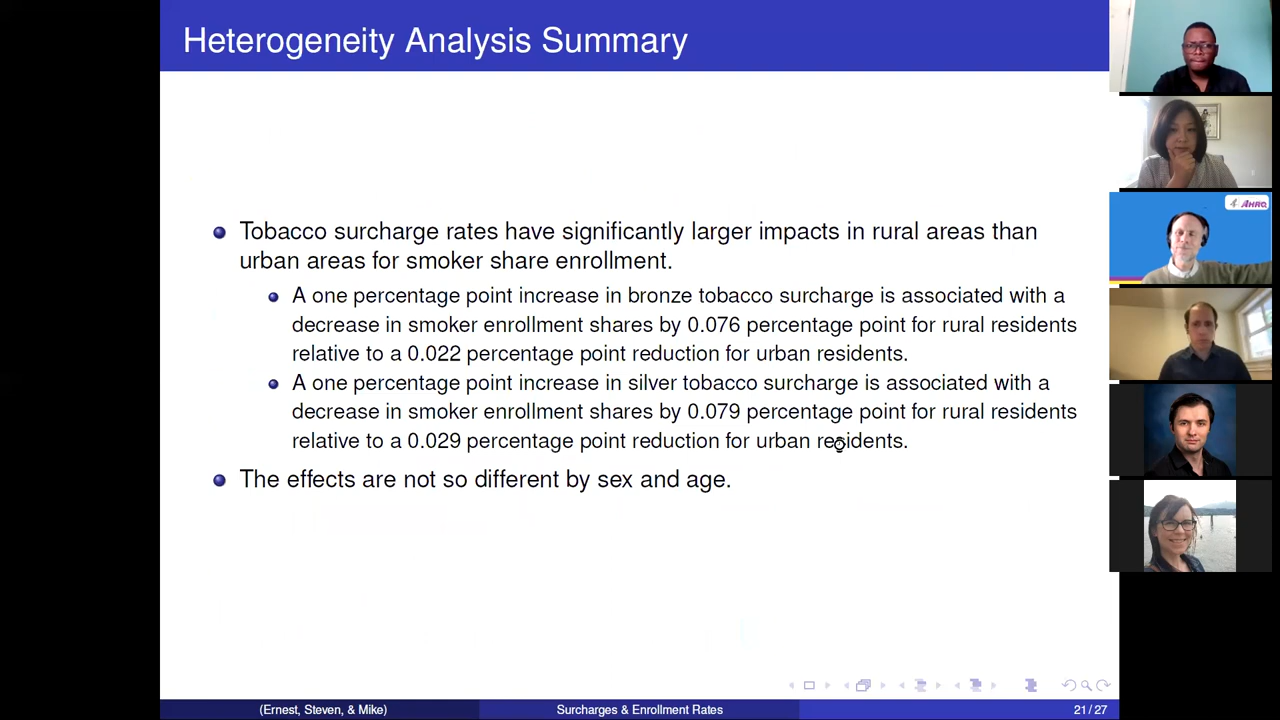 Heterogeneity Analysis Summary
Tobacco surcharge rates have significantly larger impacts in rural areas than
urban areas for smoker share enrollment.
A one percentage point increase in bronze tobacco surcharge is associated with a
decrease in smoker enrollment shares by 0.076 percentage point for rural residents
relative to a 0.022 percentage point reduction for urban residents.
A one percentage point increase in silver tobacco surcharge is associated with a
decrease in smoker enrollment shares by 0.079 percentage point for rural residents
relative to a 0.029 percentage point reduction for urban residents.
The effects are not so different by sex and age.
(Ernest, Steven, & Mike)
Surcharges & Enrollment Rates
21 / 27
AHRQ